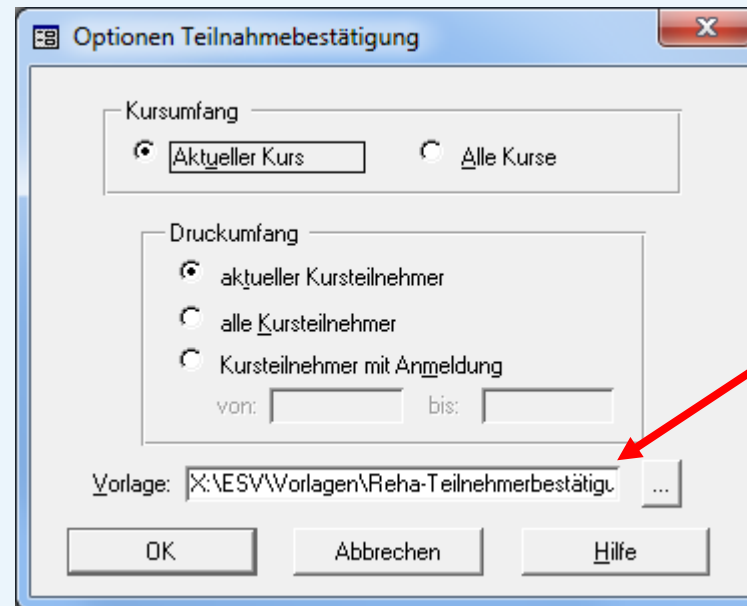 Optionen Teilnahmebestätigung
Kursumfang
Aktueller Kurs Alle Kurse
Druckumfang
aktueller Kursteilnehmer
alle Kursteilnehmer
Kursteilnehmer mit Anmeldung
von: bis:
Vorlage: X:\ESV\Vorlagen\Reha-Teilnehmerbestätigu ...
OK Abbrechen Hilfe